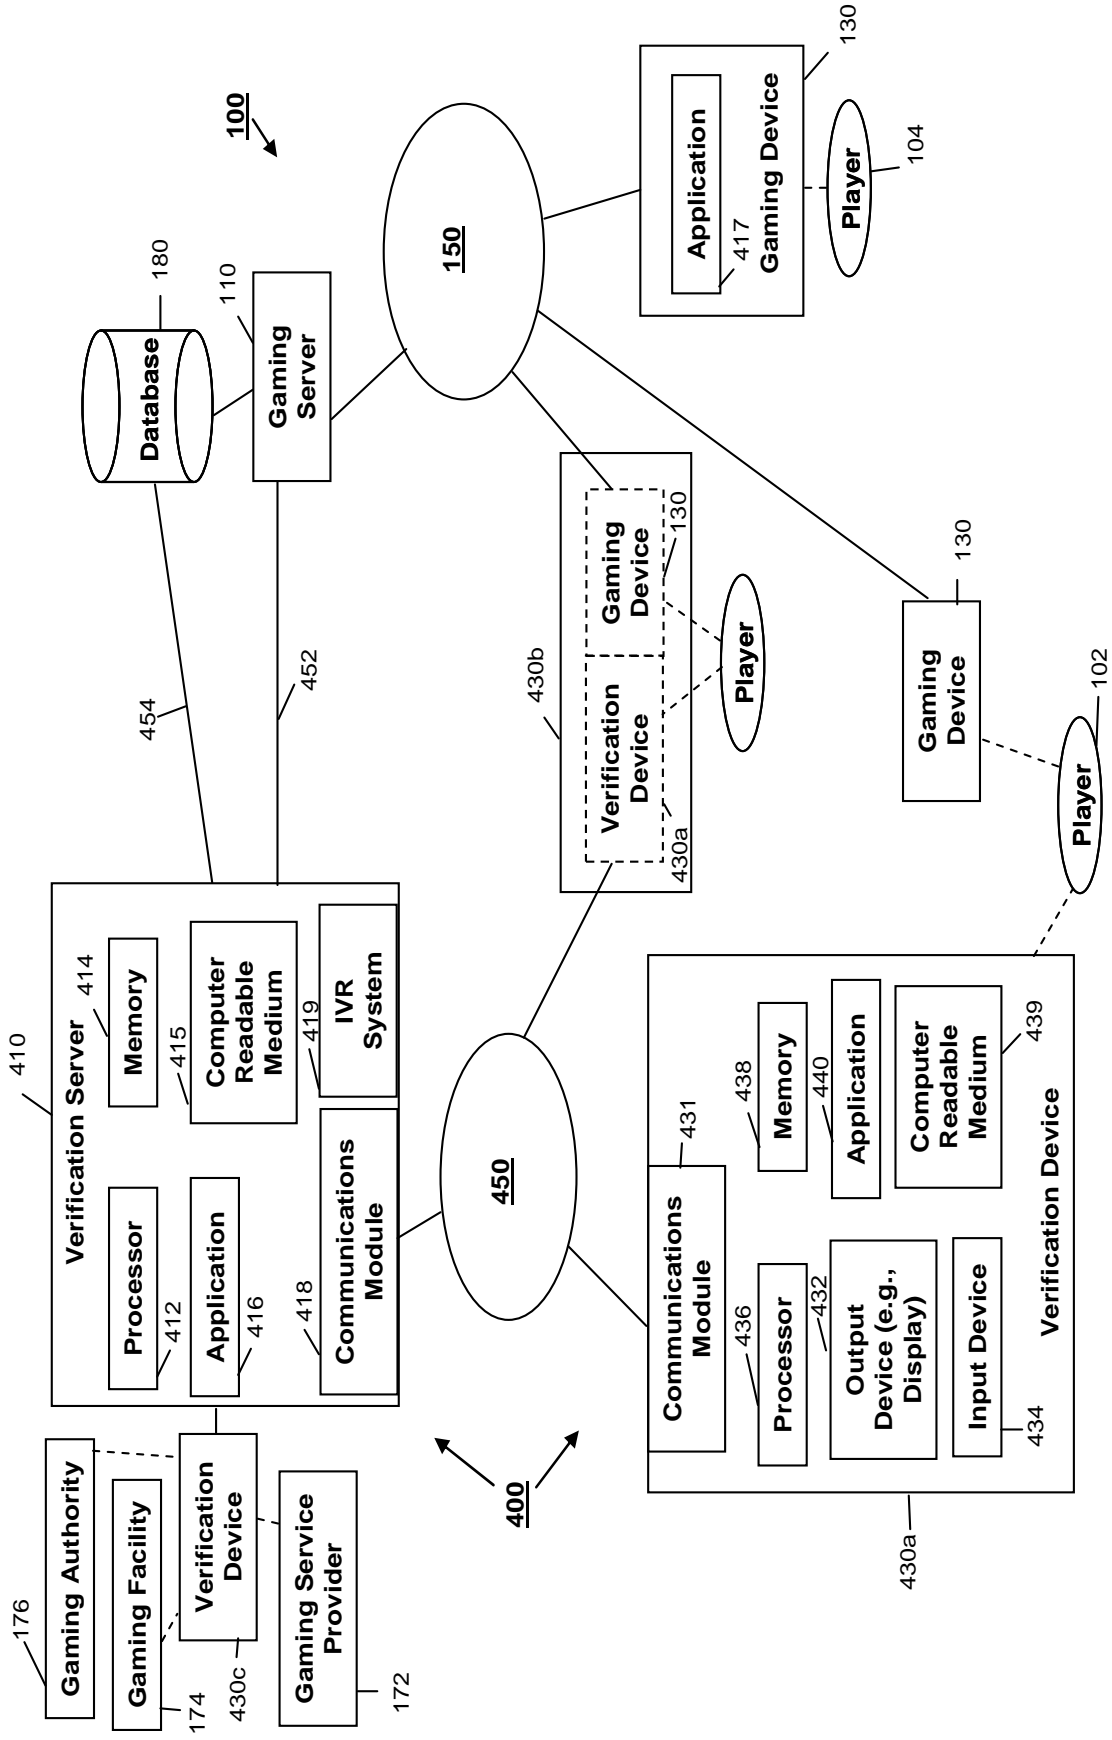 100
Database
180
Gaming
Server
110
150
Application
417
Gaming Device
130
Player
104
454
452
Verification Server
410
Memory
414
Computer
Readable
Medium
415
IVR
System
419
Processor
412
Application
416
Communications
Module
418
Gaming Authority
176
Gaming Facility
174
Verification
Device
430c
Gaming Service
Provider
172
450
400
430b
Verification
Device
430a
Gaming
Device
130
Player
Gaming
Device
130
Player
102
Communications
Module
431
Processor
436
Memory
438
Output
Device (e.g.,
Display)
432
Application
440
Input Device
434
Computer
Readable
Medium
439
Verification Device
430a